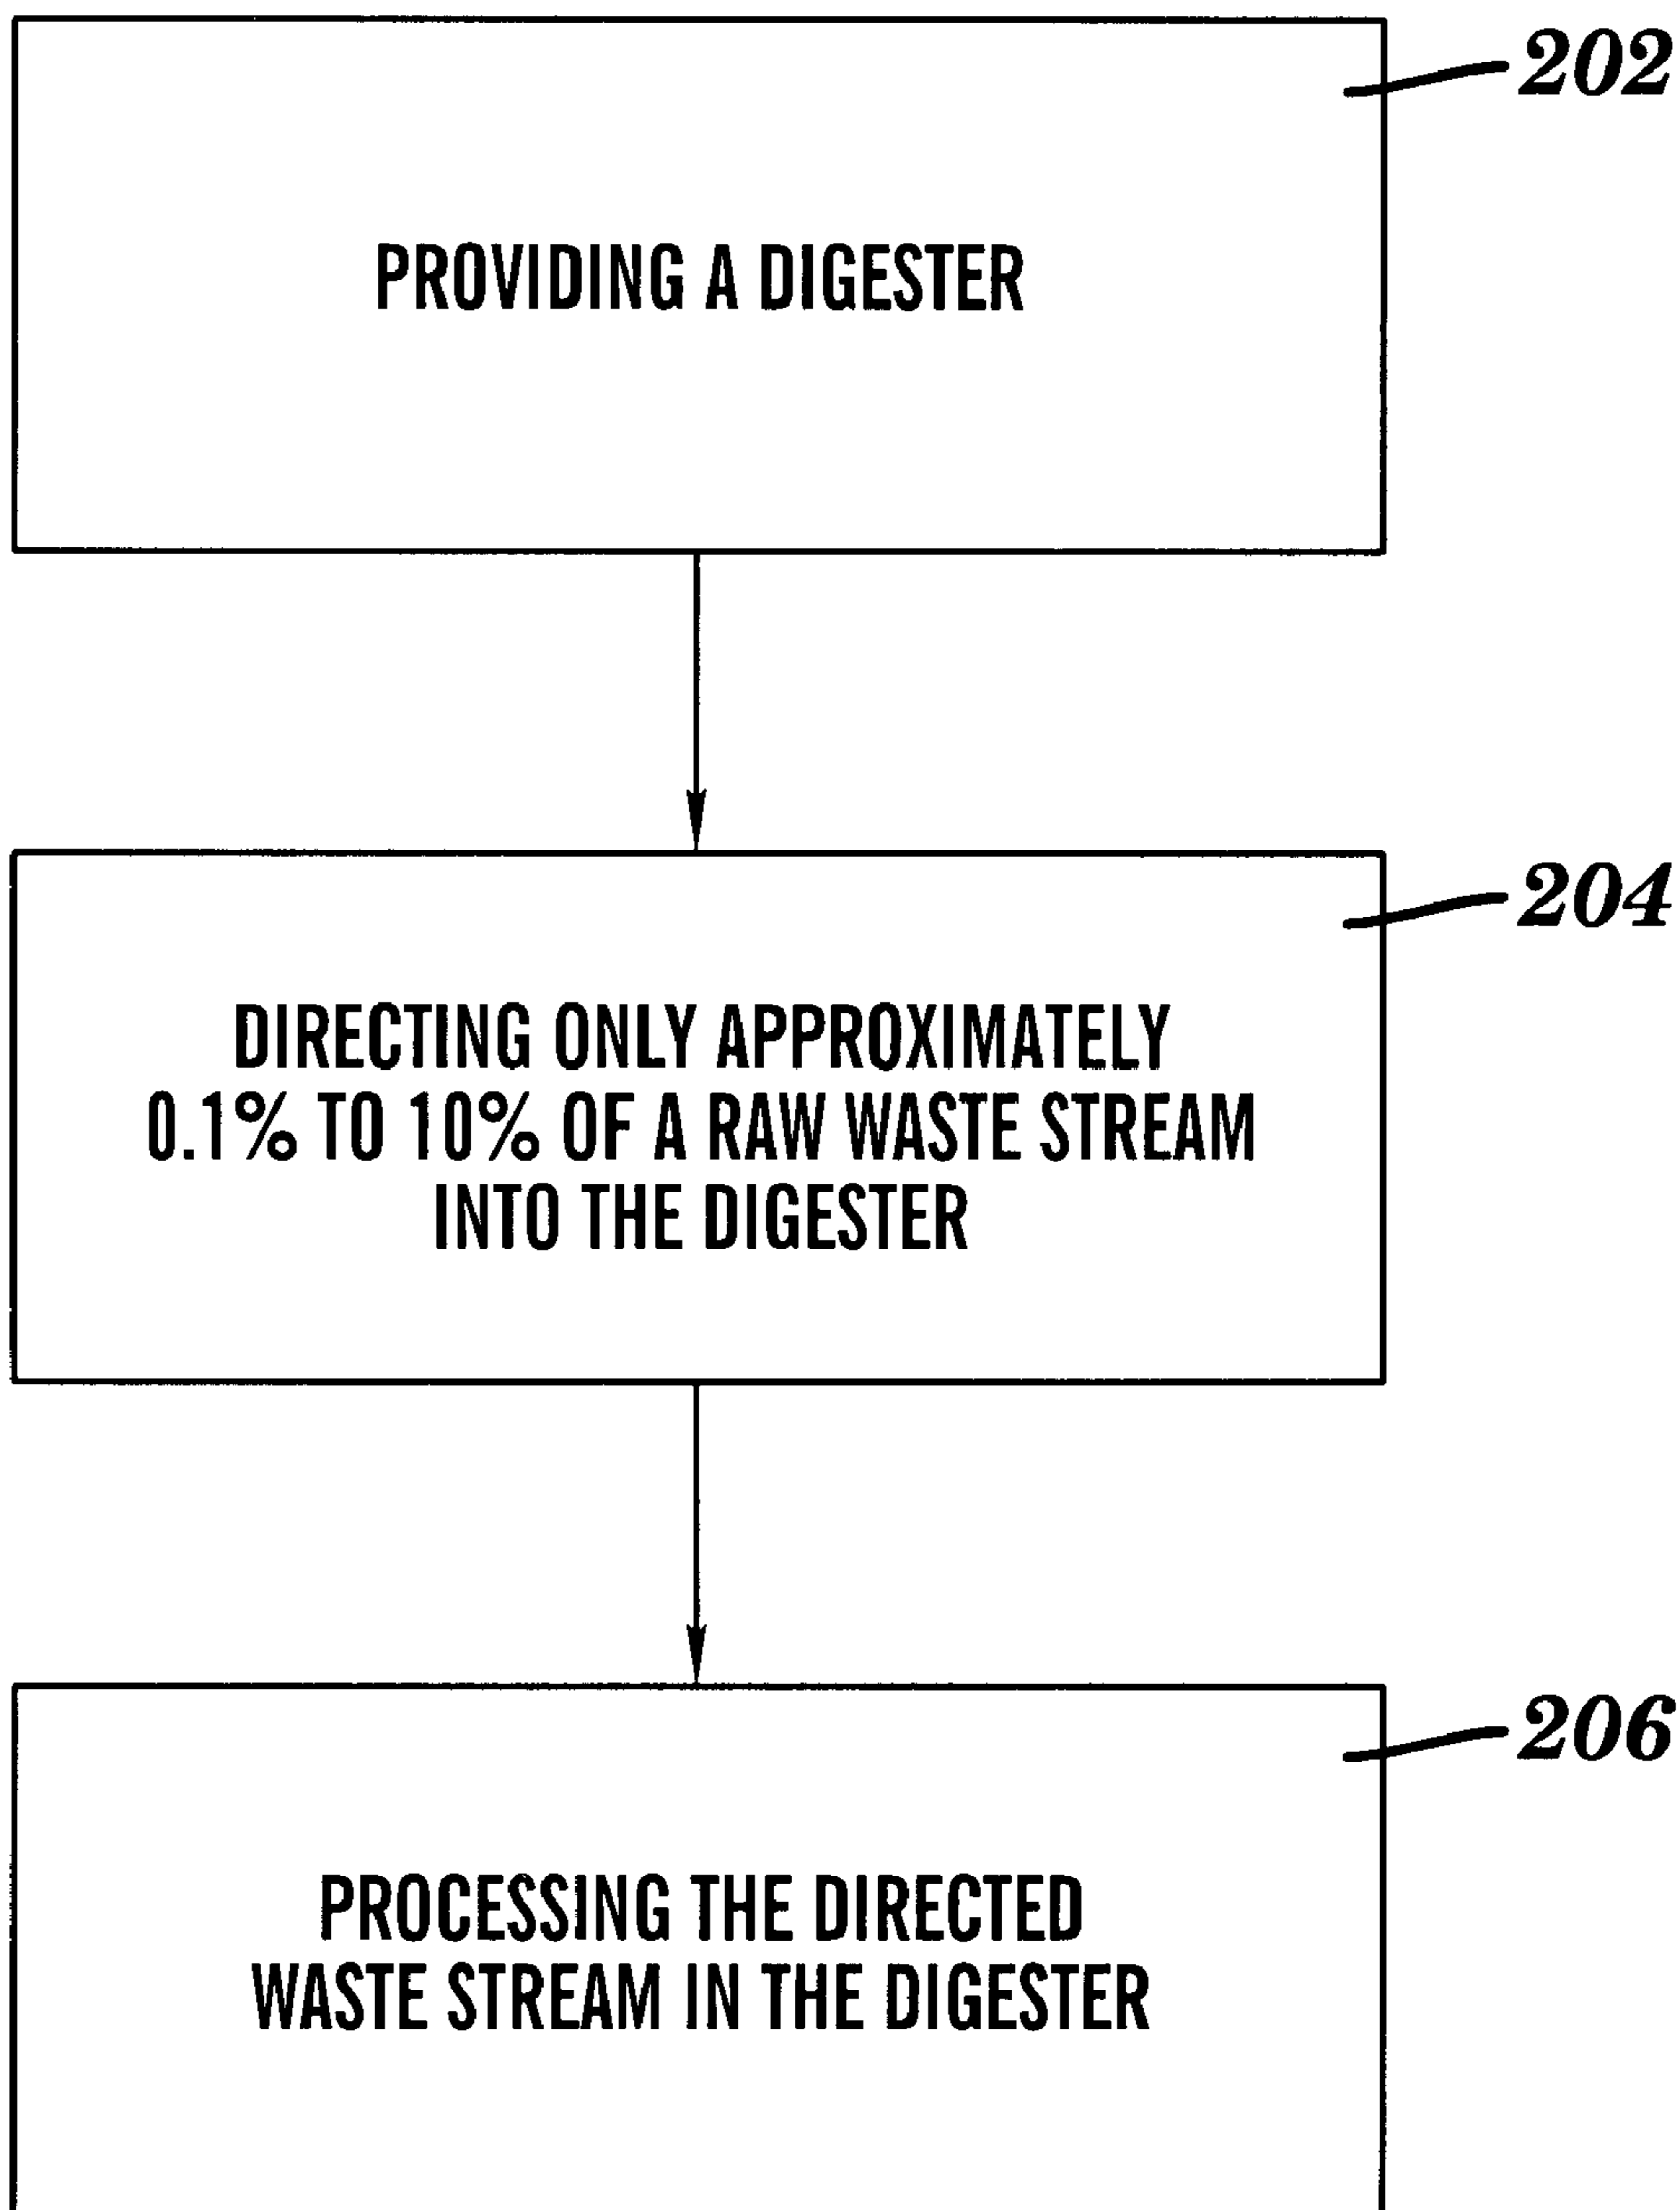 202
PROVIDING A DIGESTER
204
DIRECTING ONLY APPROXIMATELY
0.1% TO 10% OF A RAW WASTE STREAM
INTO THE DIGESTER
206
PROCESSING THE DIRECTED
WASTE STREAM IN THE DIGESTER